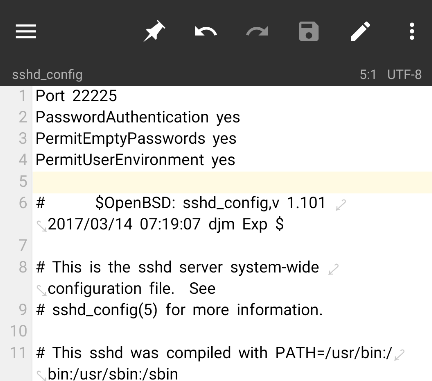 sshd_config 5:1 UTF-8
1 Port 22225
2 PasswordAuthentication yes
3 PermitEmptyPasswords yes
4 PermitUserEnvironment yes
5
6 # $OpenBSD: sshd_config,v 1.101
2017/03/14 07:19:07 djm Exp $
7
8 # This is the sshd server system-wide
configuration file. See
9 # sshd_config(5) for more information.
10
11 # This sshd was compiled with PATH=/usr/bin:/
bin:/usr/sbin:/sbin